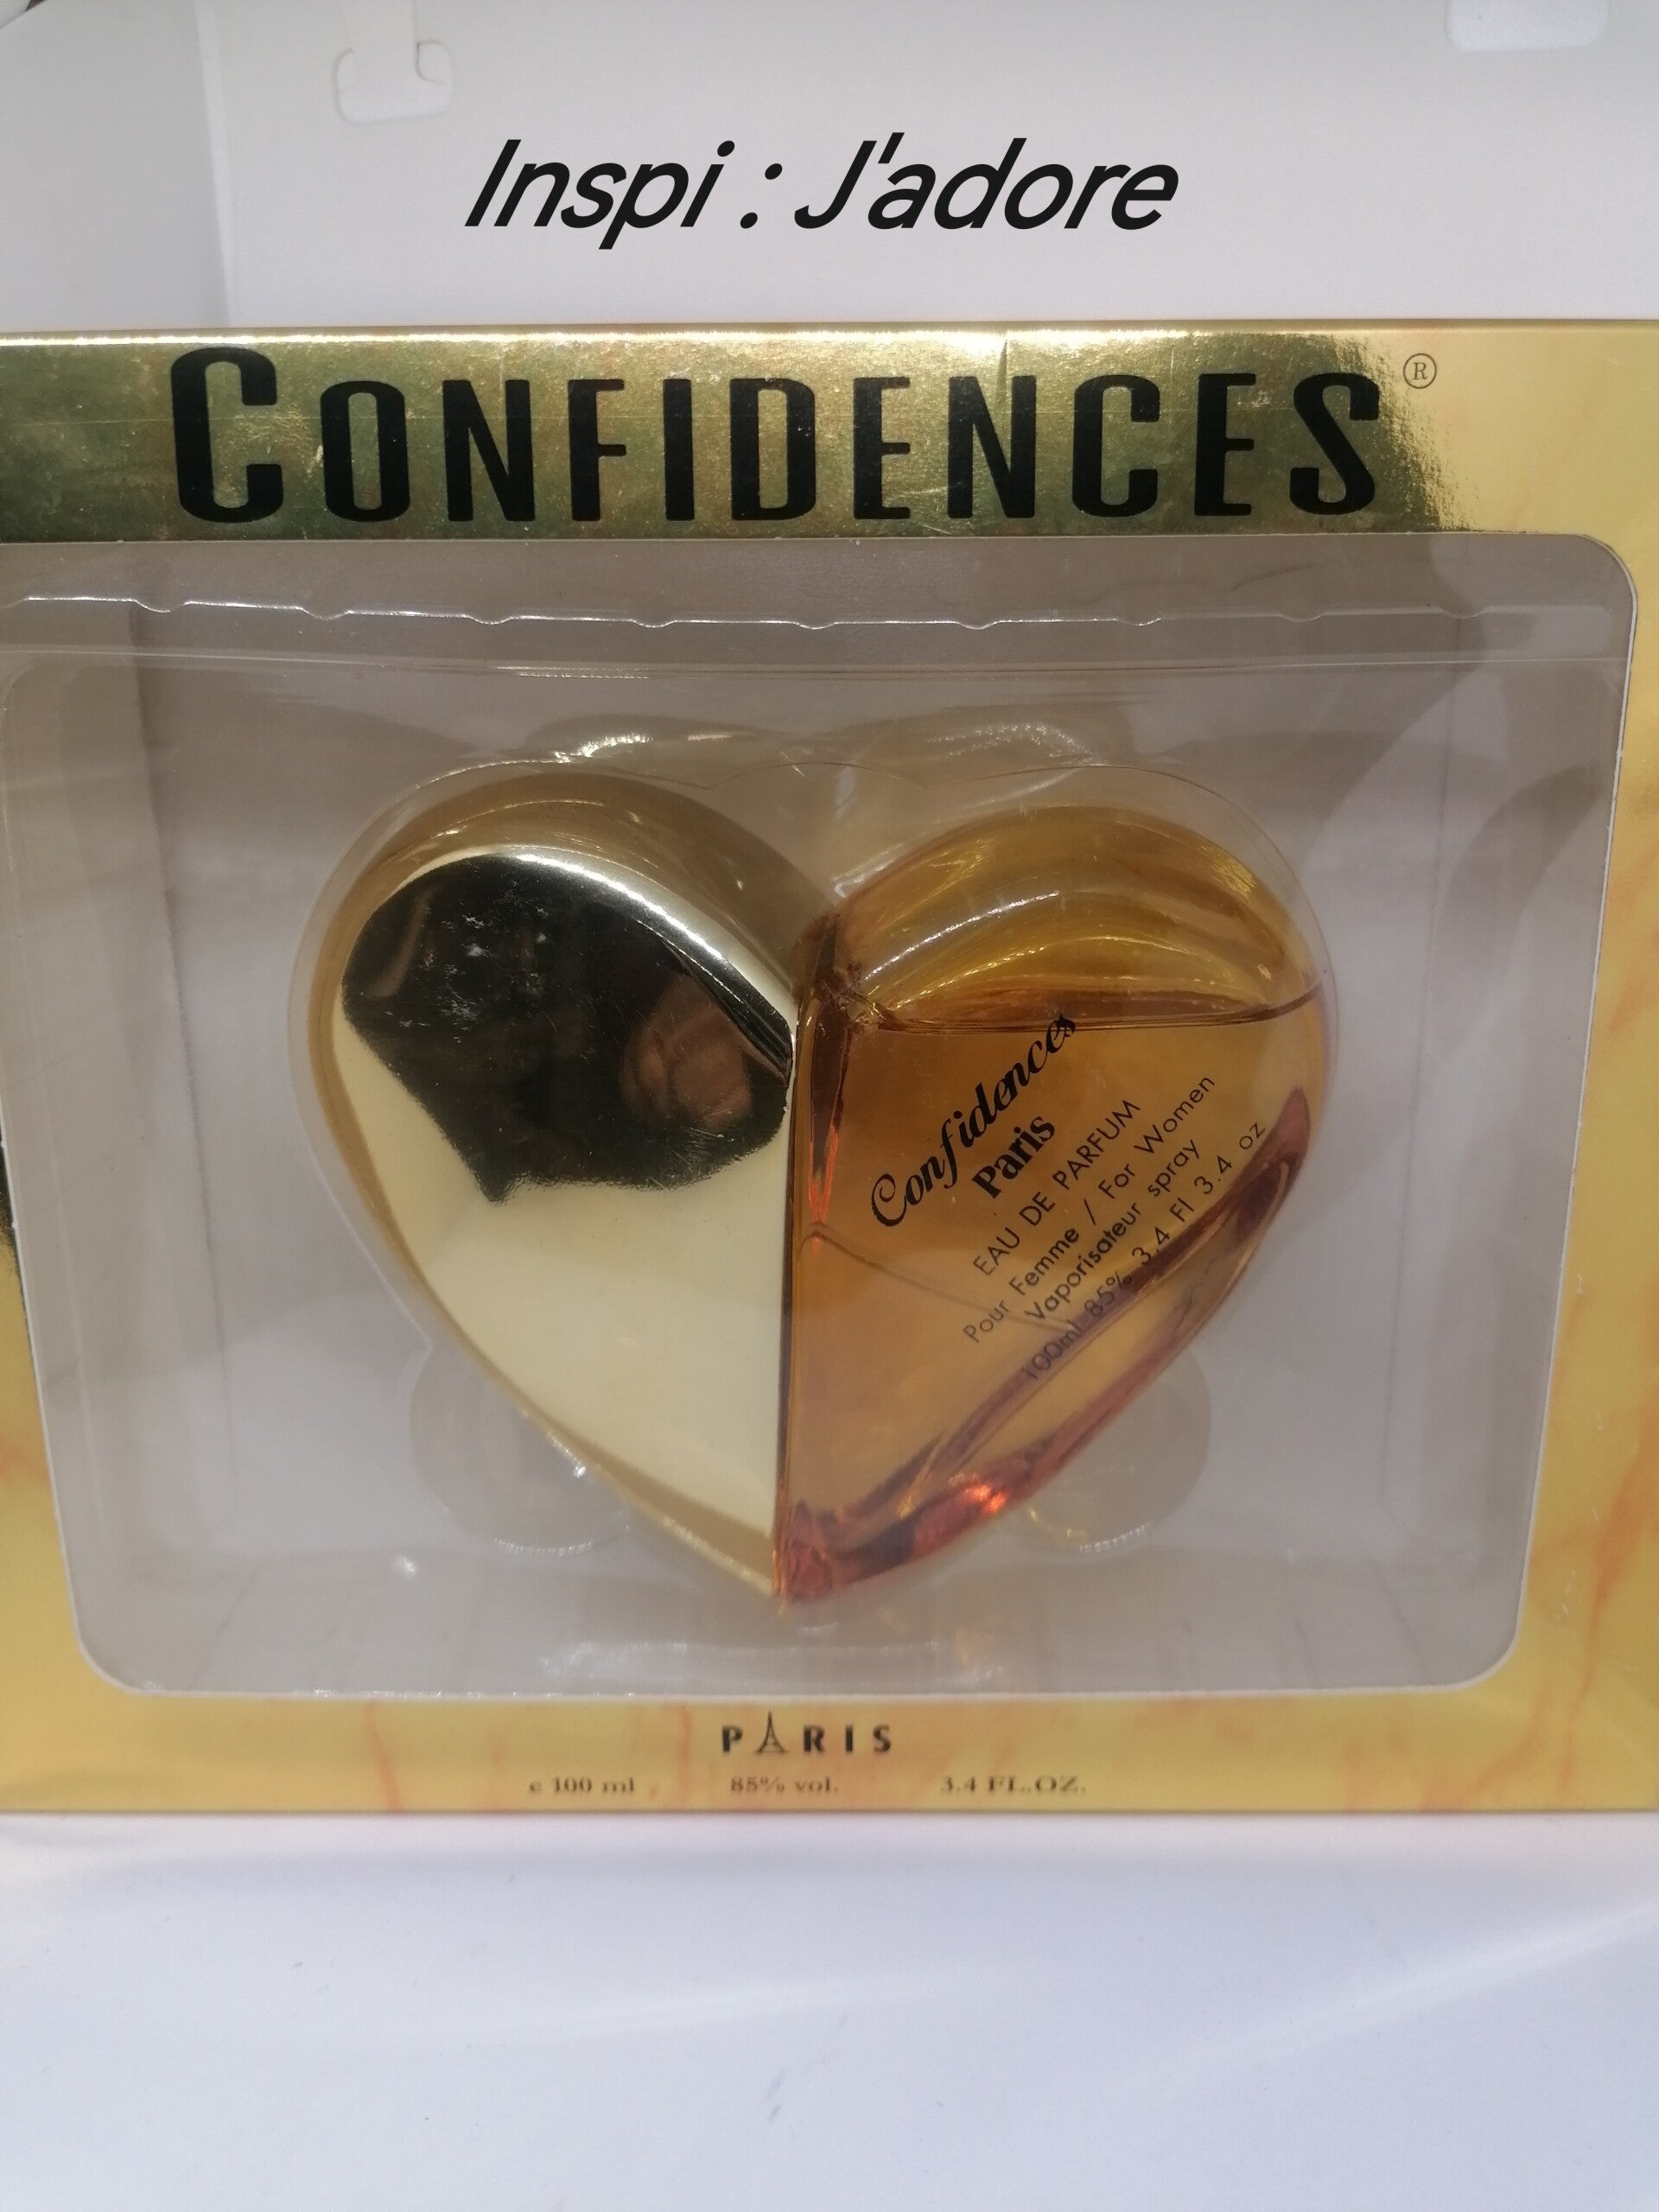 Inspi : J'adore
CONFIDENCES®
Confidences
Paris
EAU DE PARFUM
Pour Femme / For Women
Vaporisateur spray
100ml 85% 3.4 Fl 3.4 oz
PARIS
e 100 ml 85% vol. 3.4 FL.OZ.